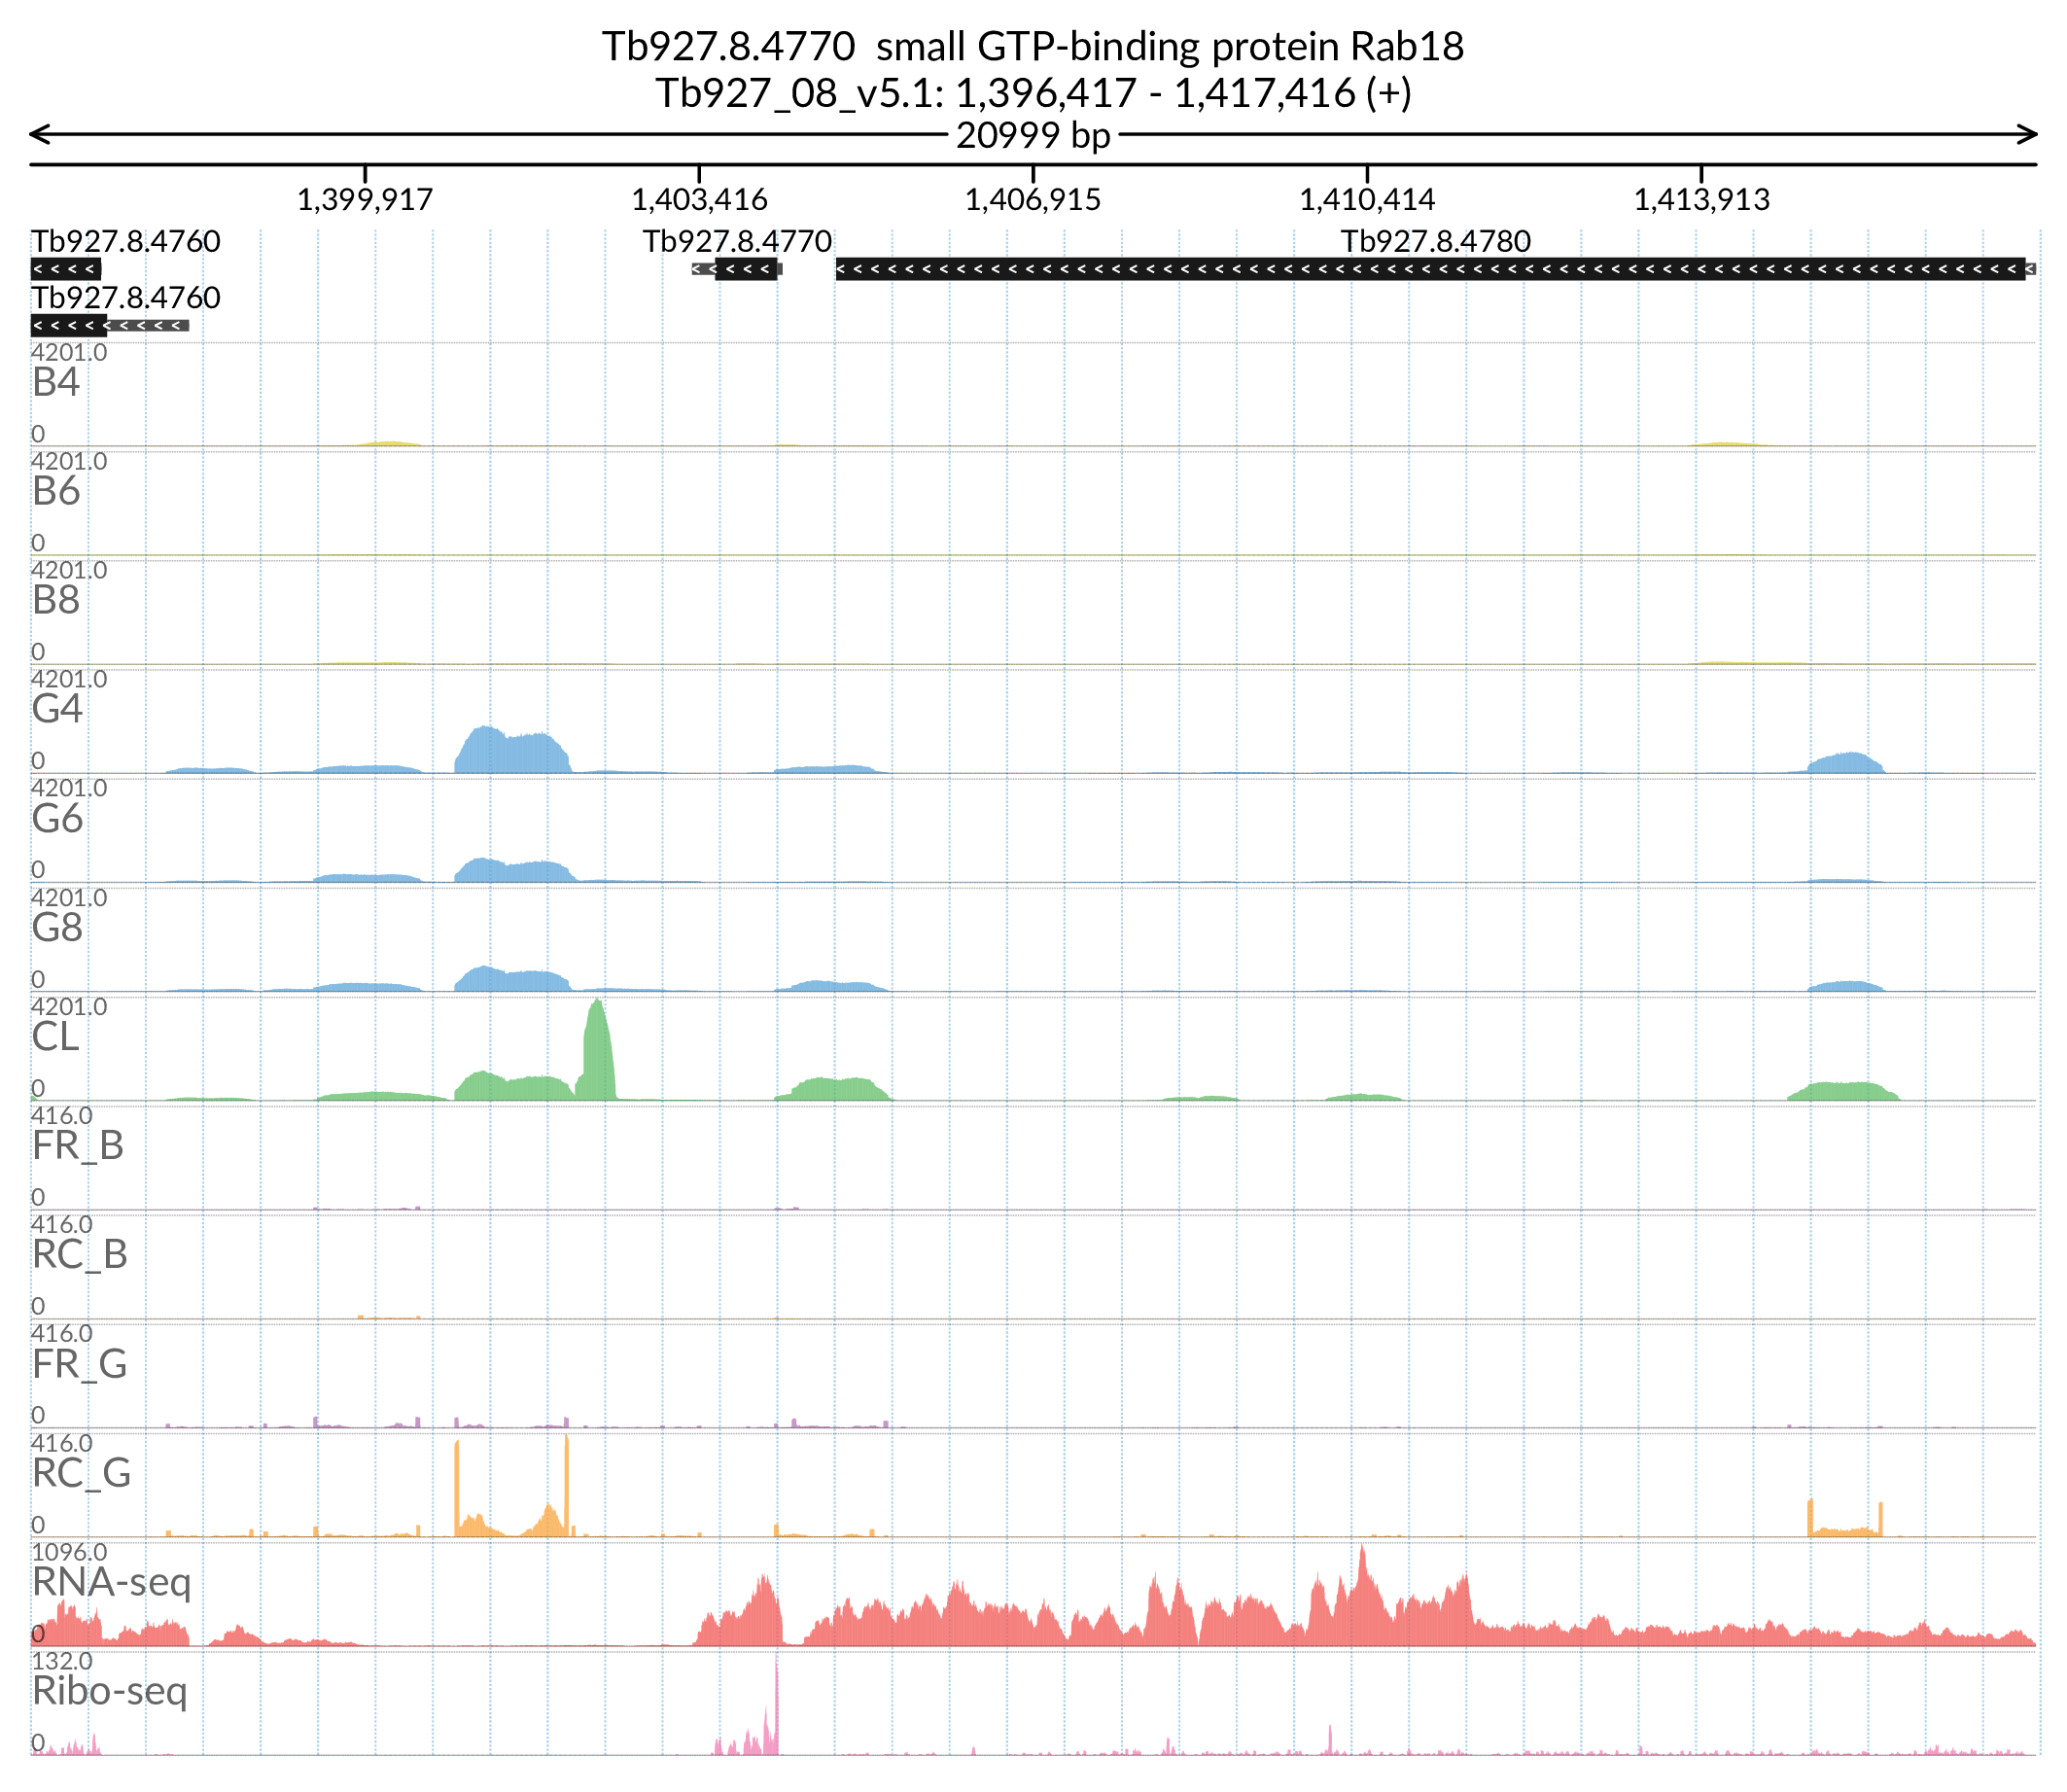 Tb927.8.4770  small GTP-binding protein Rab18
Tb927_08_v5.1: 1,396,417 - 1,417,416 (+)
20999 bp
1,399,917 1,403,416 1,406,915 1,410,414 1,413,913
Tb927.8.4760 Tb927.8.4770 Tb927.8.4780
Tb927.8.4760
4201.0
B4
0
4201.0
B6
0
4201.0
B8
0
4201.0
G4
0
4201.0
G6
0
4201.0
G8
0
4201.0
CL
0
416.0
FR_B
0
416.0
RC_B
0
416.0
FR_G
0
416.0
RC_G
0
1096.0
RNA-seq
0
132.0
Ribo-seq
0